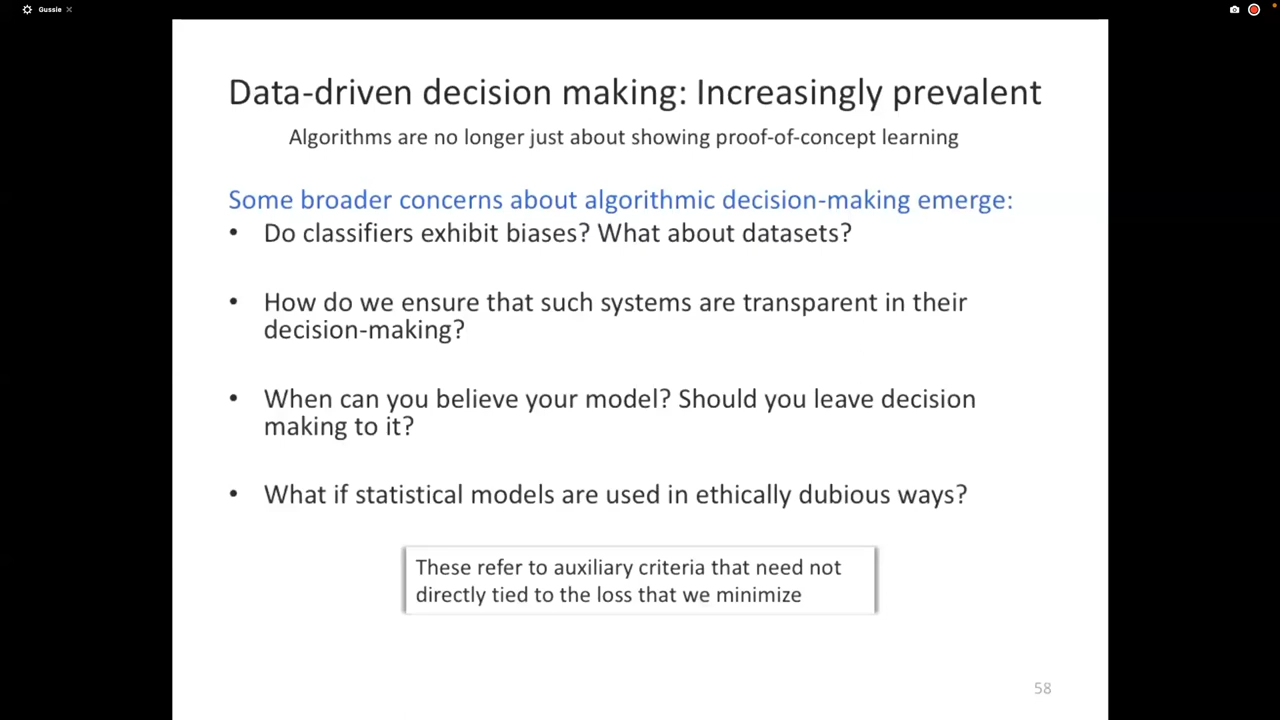 Gussie
Data-driven decision making: Increasingly prevalent
Algorithms are no longer just about showing proof-of-concept learning
Some broader concerns about algorithmic decision-making emerge:
• Do classifiers exhibit biases? What about datasets?
• How do we ensure that such systems are transparent in their
decision-making?
• When can you believe your model? Should you leave decision
making to it?
• What if statistical models are used in ethically dubious ways?
These refer to auxiliary criteria that need not
directly tied to the loss that we minimize
58